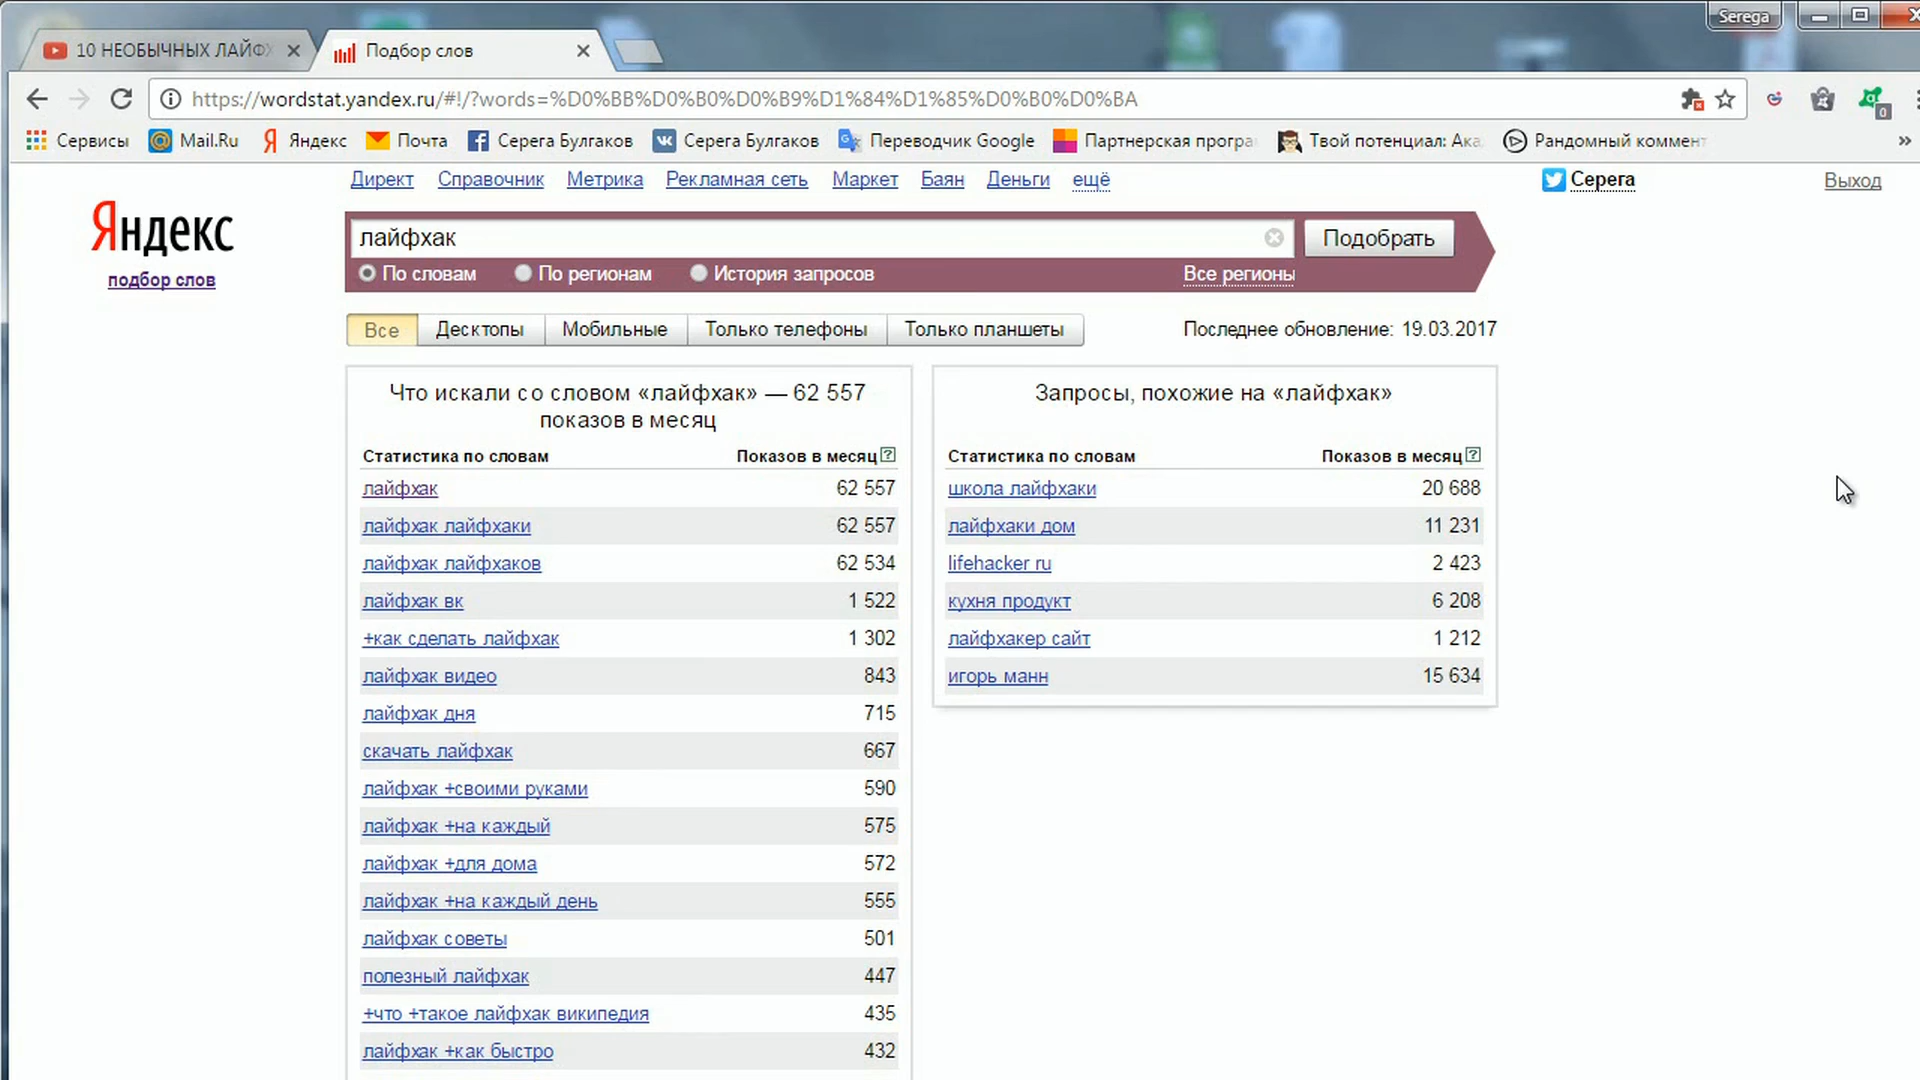 Serega
10 НЕОБЫЧНЫХ ЛАЙФХ
Подбор слов
https://wordstat.yandex.ru/#!/?words=%D0%BB%D0%B0%D0%B9%D1%84%D1%85%D0%B0%D0%BA
0
Сервисы Mail.Ru Яндекс Почта Серега Булгаков Серега Булгаков Переводчик Google Партнерская програ Твой потенциал: Ака Рандомный коммент »
Директ Справочник Метрика Рекламная сеть Маркет Баян Деньги ещё Серега Выход
Яндекс
подбор слов
лайфхак Подобрать
По словам По регионам История запросов Все регионы
Все Десктопы Мобильные Только телефоны Только планшеты Последнее обновление: 19.03.2017
Что искали со словом «лайфхак» — 62 557
показов в месяц
Статистика по словам Показов в месяц ?
лайфхак 62 557
лайфхак лайфхаки 62 557
лайфхак лайфхаков 62 534
лайфхак вк 1 522
+как сделать лайфхак 1 302
лайфхак видео 843
лайфхак дня 715
скачать лайфхак 667
лайфхак +своими руками 590
лайфхак +на каждый 575
лайфхак +для дома 572
лайфхак +на каждый день 555
лайфхак советы 501
полезный лайфхак 447
+что +такое лайфхак википедия 435
лайфхак +как быстро 432
Запросы, похожие на «лайфхак»
Статистика по словам Показов в месяц ?
школа лайфхаки 20 688
лайфхаки дом 11 231
lifehacker ru 2 423
кухня продукт 6 208
лайфхакер сайт 1 212
игорь манн 15 634